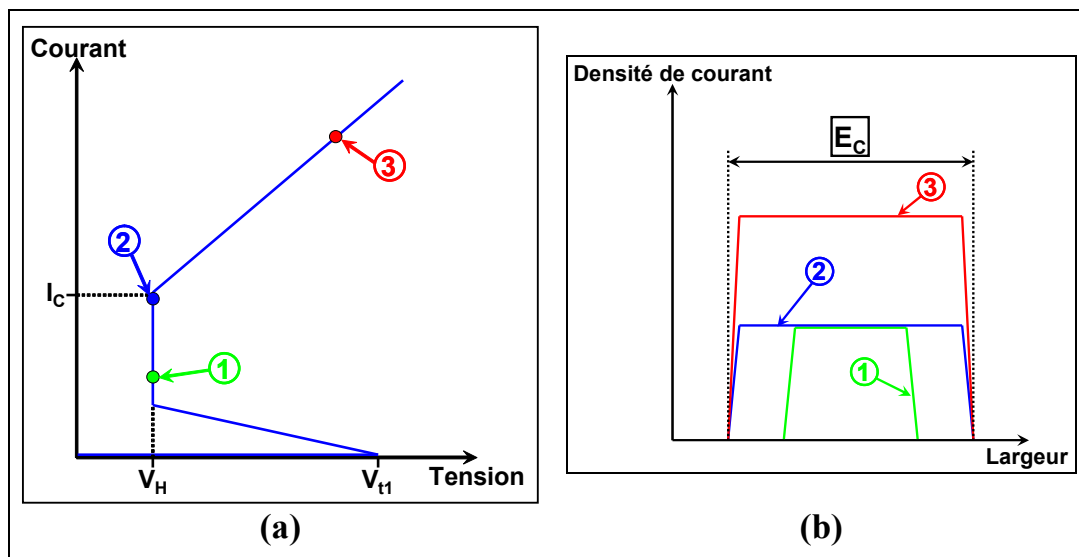 Courant
3
2
I_C
1
V_H
V_t1
Tension
(a)
Densité de courant
E_C
3
2
1
Largeur
(b)